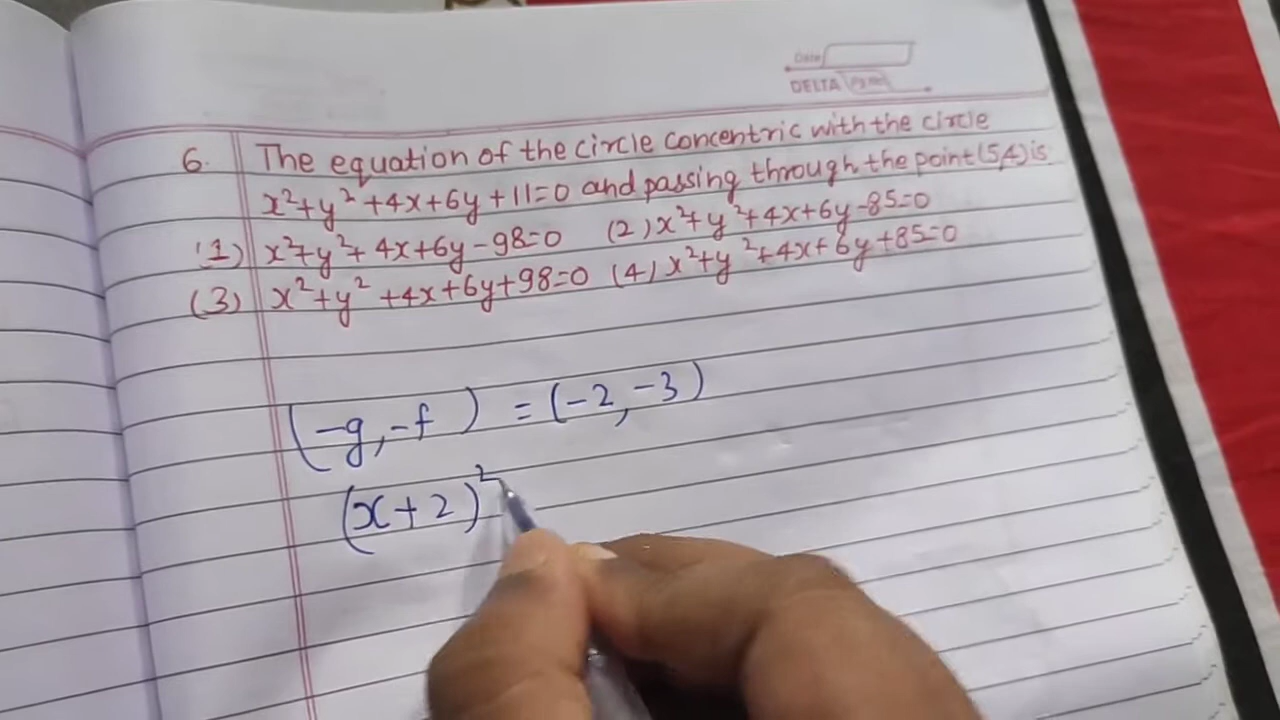 Date
DELTA Pg No
6. The equation of the circle concentric with the circle
x²+y²+4x+6y+11=0 and passing through the point (5,4) is
(1) x²+y²+4x+6y-98=0 (2) x²+y²+4x+6y-85=0
(3) x²+y²+4x+6y+98=0 (4) x²+y²+4x+6y+85=0
(-g,-f) = (-2,-3)
(x+2)²